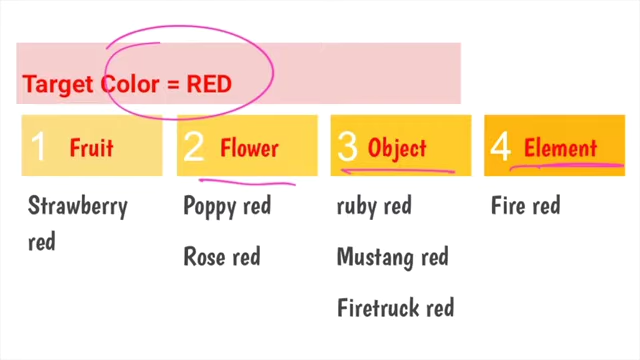 Target Color = RED
1 Fruit
2 Flower
3 Object
4 Element
Strawberry
red
Poppy red
Rose red
ruby red
Mustang red
Firetruck red
Fire red